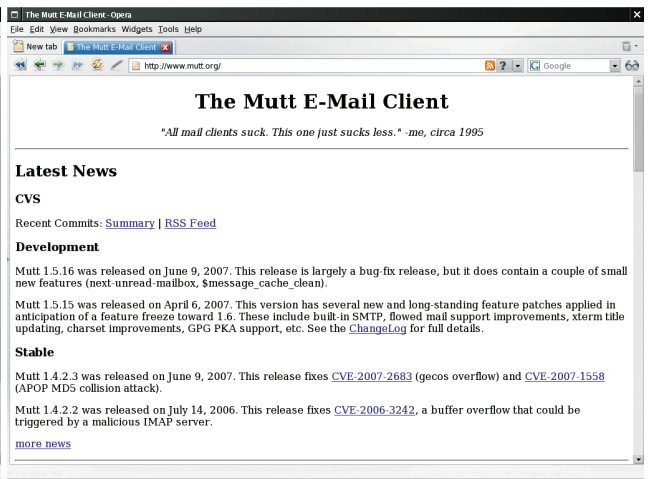 The Mutt E-Mail Client - Opera
File Edit View Bookmarks Widgets Tools Help
New tab
The Mutt E-Mail Client
http://www.mutt.org/
?
G Google
The Mutt E-Mail Client
"All mail clients suck. This one just sucks less." -me, circa 1995
Latest News
CVS
Recent Commits: Summary | RSS Feed
Development
Mutt 1.5.16 was released on June 9, 2007. This release is largely a bug-fix release, but it does contain a couple of small
new features (next-unread-mailbox, $message_cache_clean).
Mutt 1.5.15 was released on April 6, 2007. This version has several new and long-standing feature patches applied in
anticipation of a feature freeze toward 1.6. These include built-in SMTP, flowed mail support improvements, xterm title
updating, charset improvements, GPG PKA support, etc. See the ChangeLog for full details.
Stable
Mutt 1.4.2.3 was released on June 9, 2007. This release fixes CVE-2007-2683 (gecos overflow) and CVE-2007-1558
(APOP MD5 collision attack).
Mutt 1.4.2.2 was released on July 14, 2006. This release fixes CVE-2006-3242, a buffer overflow that could be
triggered by a malicious IMAP server.
more news